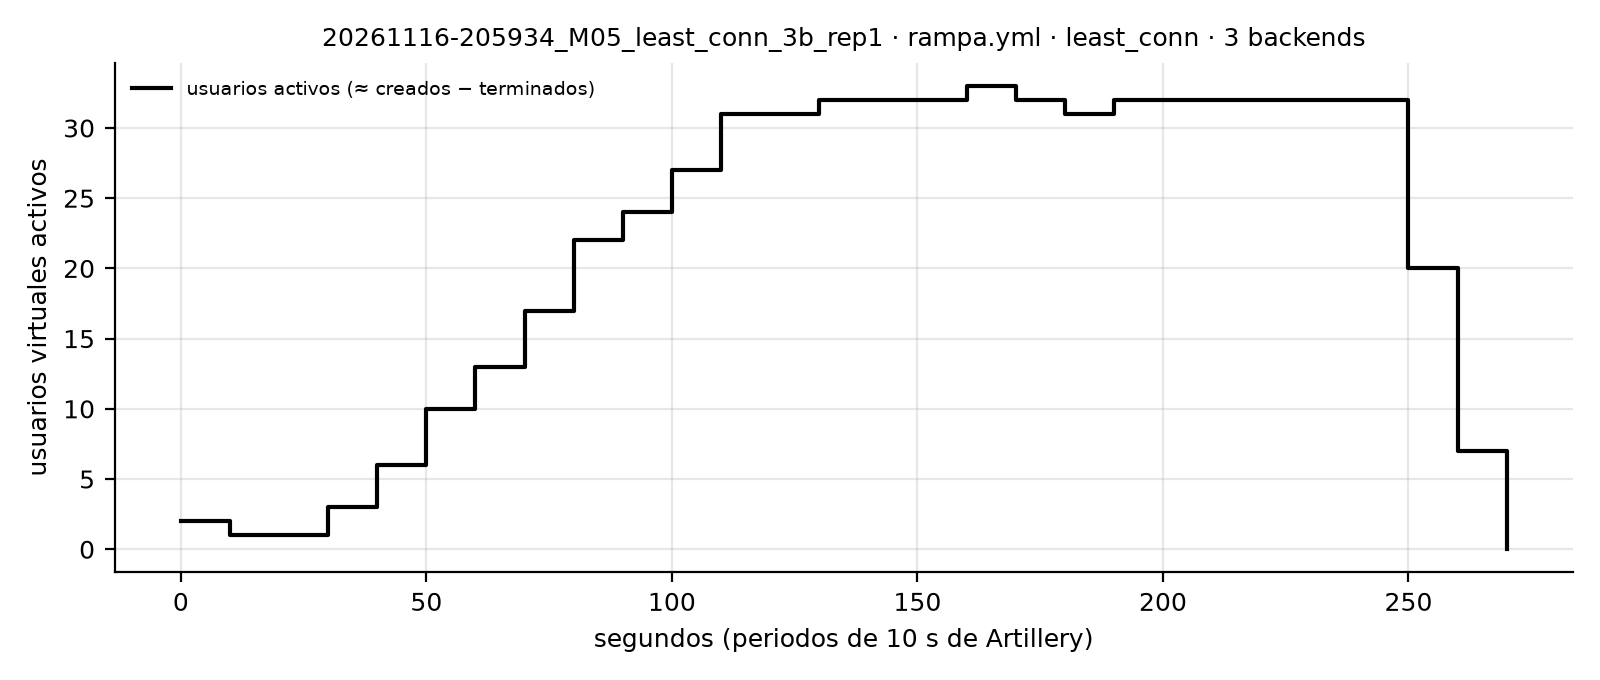 20261116-205934_M05_least_conn_3b_rep1 · rampa.yml · least_conn · 3 backends
usuarios activos (≈ creados − terminados)
usuarios virtuales activos
30
25
20
15
10
5
0
0 50 100 150 200 250
segundos (periodos de 10 s de Artillery)